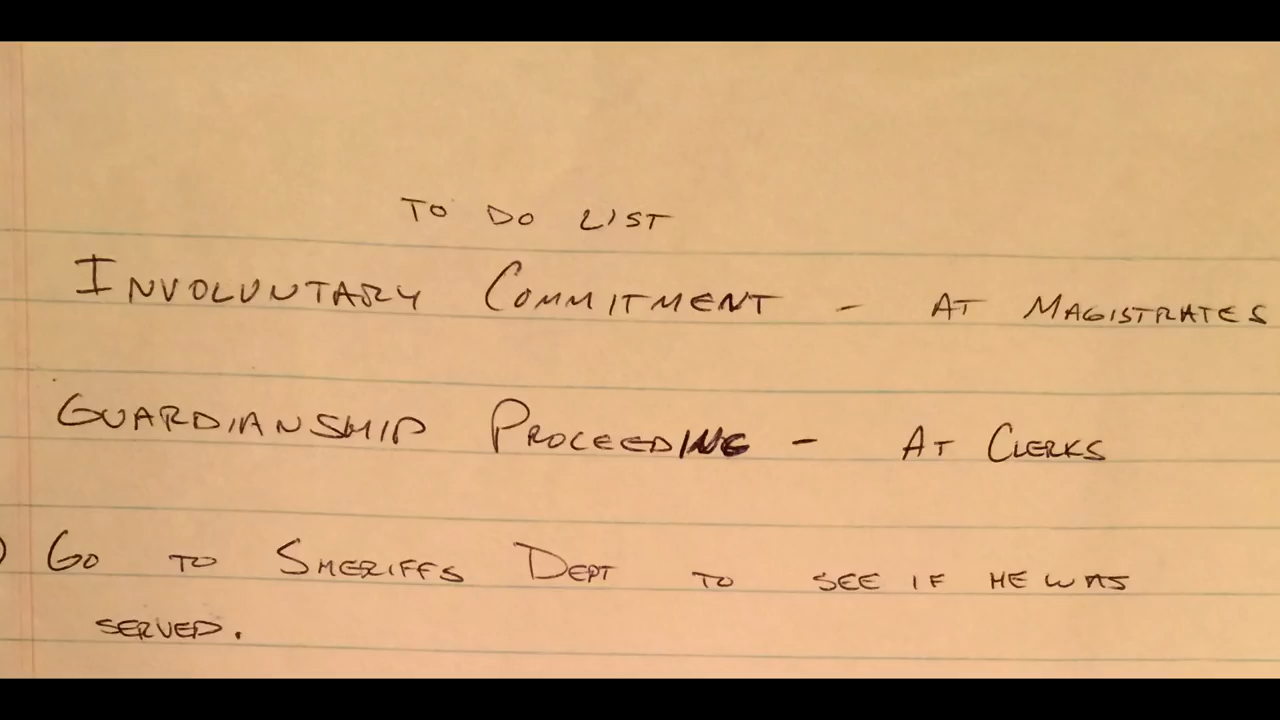 TO DO LIST
INVOLUNTARY COMMITMENT - AT MAGISTRATES
GUARDIANSHIP PROCEEDING - AT CLERKS
) GO TO SHERIFFS DEPT TO SEE IF HE WAS
SERVED.